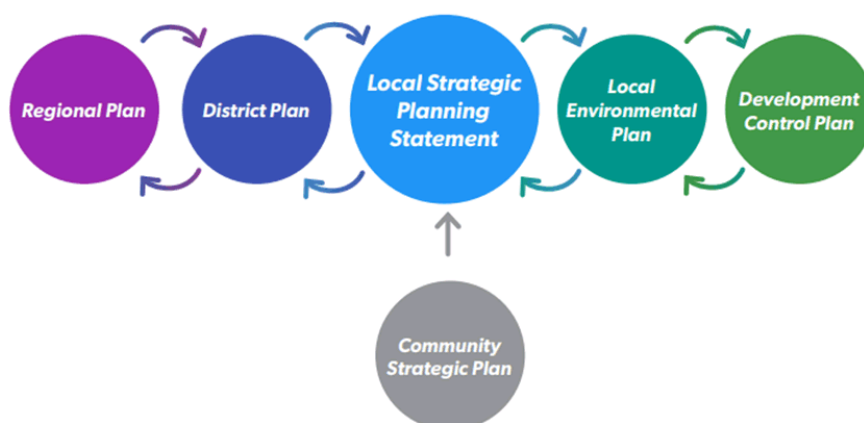 Regional Plan
District Plan
Local Strategic
Planning
Statement
Local
Environmental
Plan
Development
Control Plan
Community
Strategic Plan